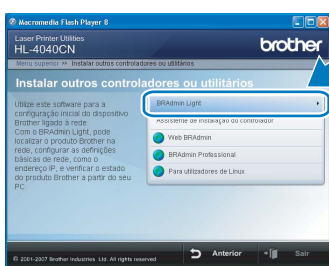 Macromedia Flash Player 8
Laser Printer Utilities
HL-4040CN
brother
Menu superior >> Instalar outros controladores ou utilitários
Instalar outros controladores ou utilitários
Utilize este software para a
configuração inicial do dispositivo
Brother ligado à rede
Com o BRAdmin Light, pode
localizar o produto Brother na
rede, configurar as definições
básicas de rede, como o
endereço IP, e verificar o estado
do produto Brother a partir do seu
PC.
BRAdmin Light
Assistente de instalação do controlador
Web BRAdmin
BRAdmin Professional
Para utilizadores de Linux
© 2001-2007 Brother Industries Ltd. All rights reserved
Anterior
Sair